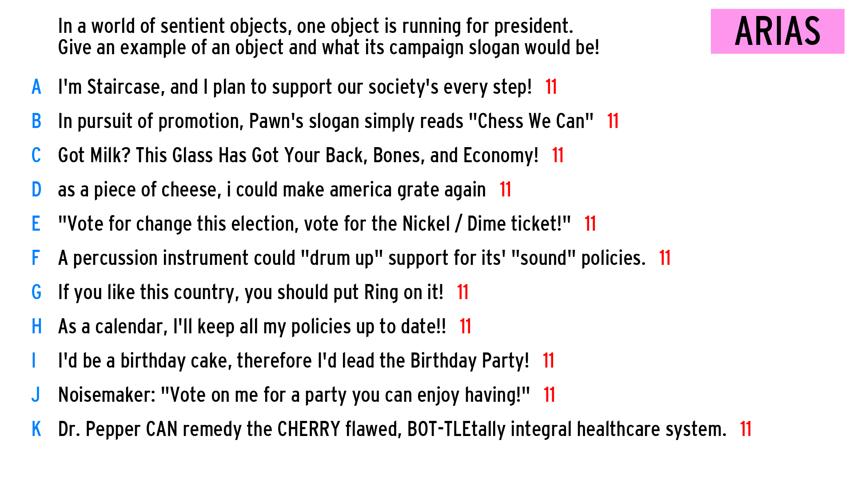 In a world of sentient objects, one object is running for president.
Give an example of an object and what its campaign slogan would be!
ARIAS
A I'm Staircase, and I plan to support our society's every step! 11
B In pursuit of promotion, Pawn's slogan simply reads "Chess We Can" 11
C Got Milk? This Glass Has Got Your Back, Bones, and Economy! 11
D as a piece of cheese, i could make america grate again 11
E "Vote for change this election, vote for the Nickel / Dime ticket!" 11
F A percussion instrument could "drum up" support for its' "sound" policies. 11
G If you like this country, you should put Ring on it! 11
H As a calendar, I'll keep all my policies up to date!! 11
I I'd be a birthday cake, therefore I'd lead the Birthday Party! 11
J Noisemaker: "Vote on me for a party you can enjoy having!" 11
K Dr. Pepper CAN remedy the CHERRY flawed, BOT-TLEtally integral healthcare system. 11